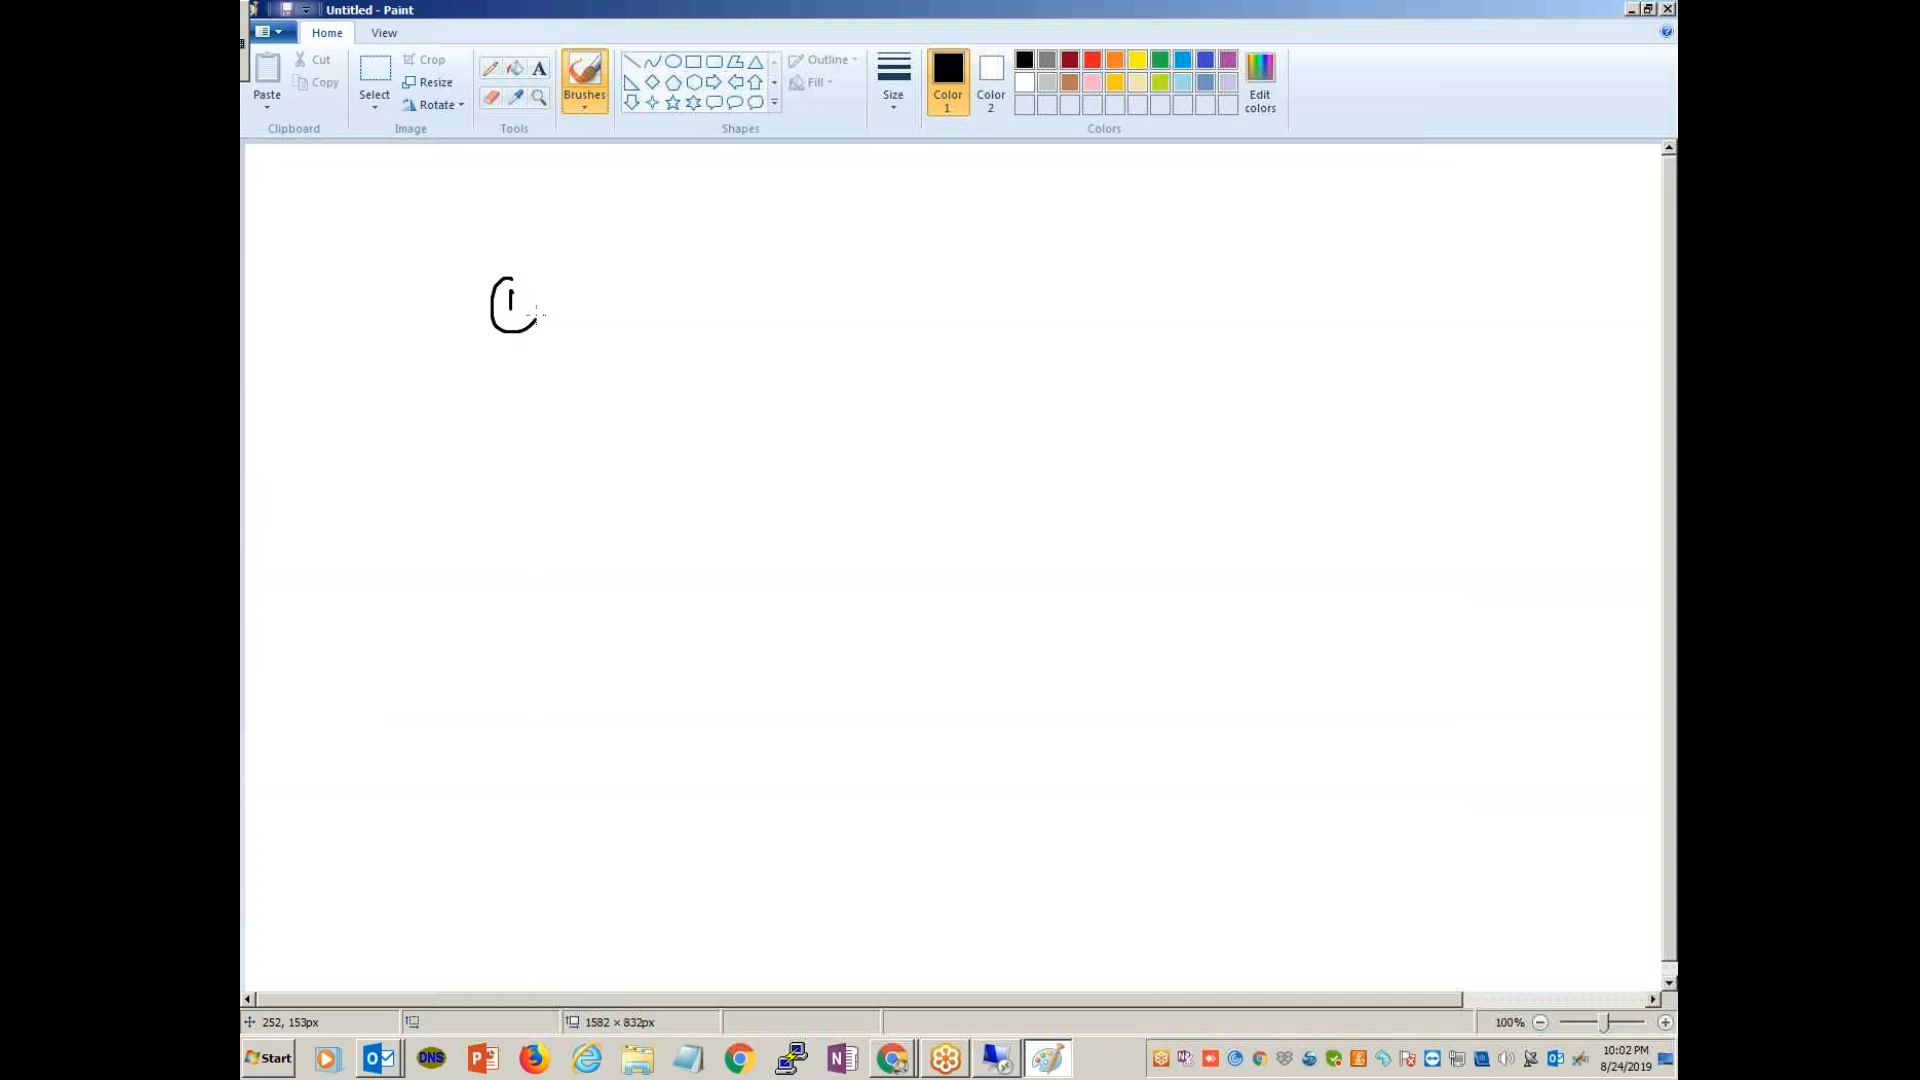 Untitled - Paint
Home View
Paste Cut Copy Clipboard
Select Crop Resize Rotate Image
Tools
Brushes
Shapes
Outline Fill
Size
Color 1
Color 2
Edit colors
Colors
1
252, 153px 1582 × 832px 100%
Start DNS 10:02 PM
8/24/2019